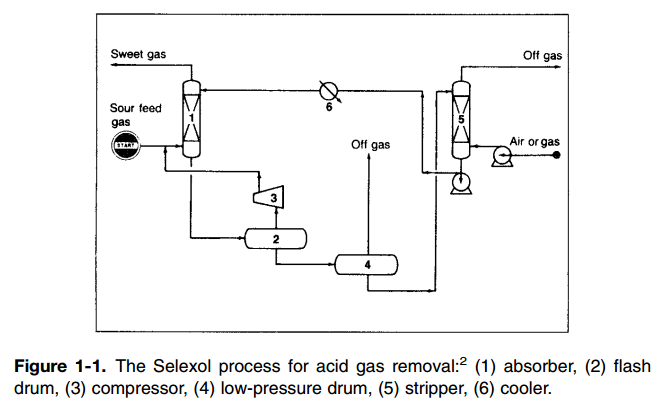 Sweet gas
Off gas
Sour feed
gas
START
1
6
5
Off gas
Air or gas
3
2
4
Figure 1-1. The Selexol process for acid gas removal:² (1) absorber, (2) flash
drum, (3) compressor, (4) low-pressure drum, (5) stripper, (6) cooler.